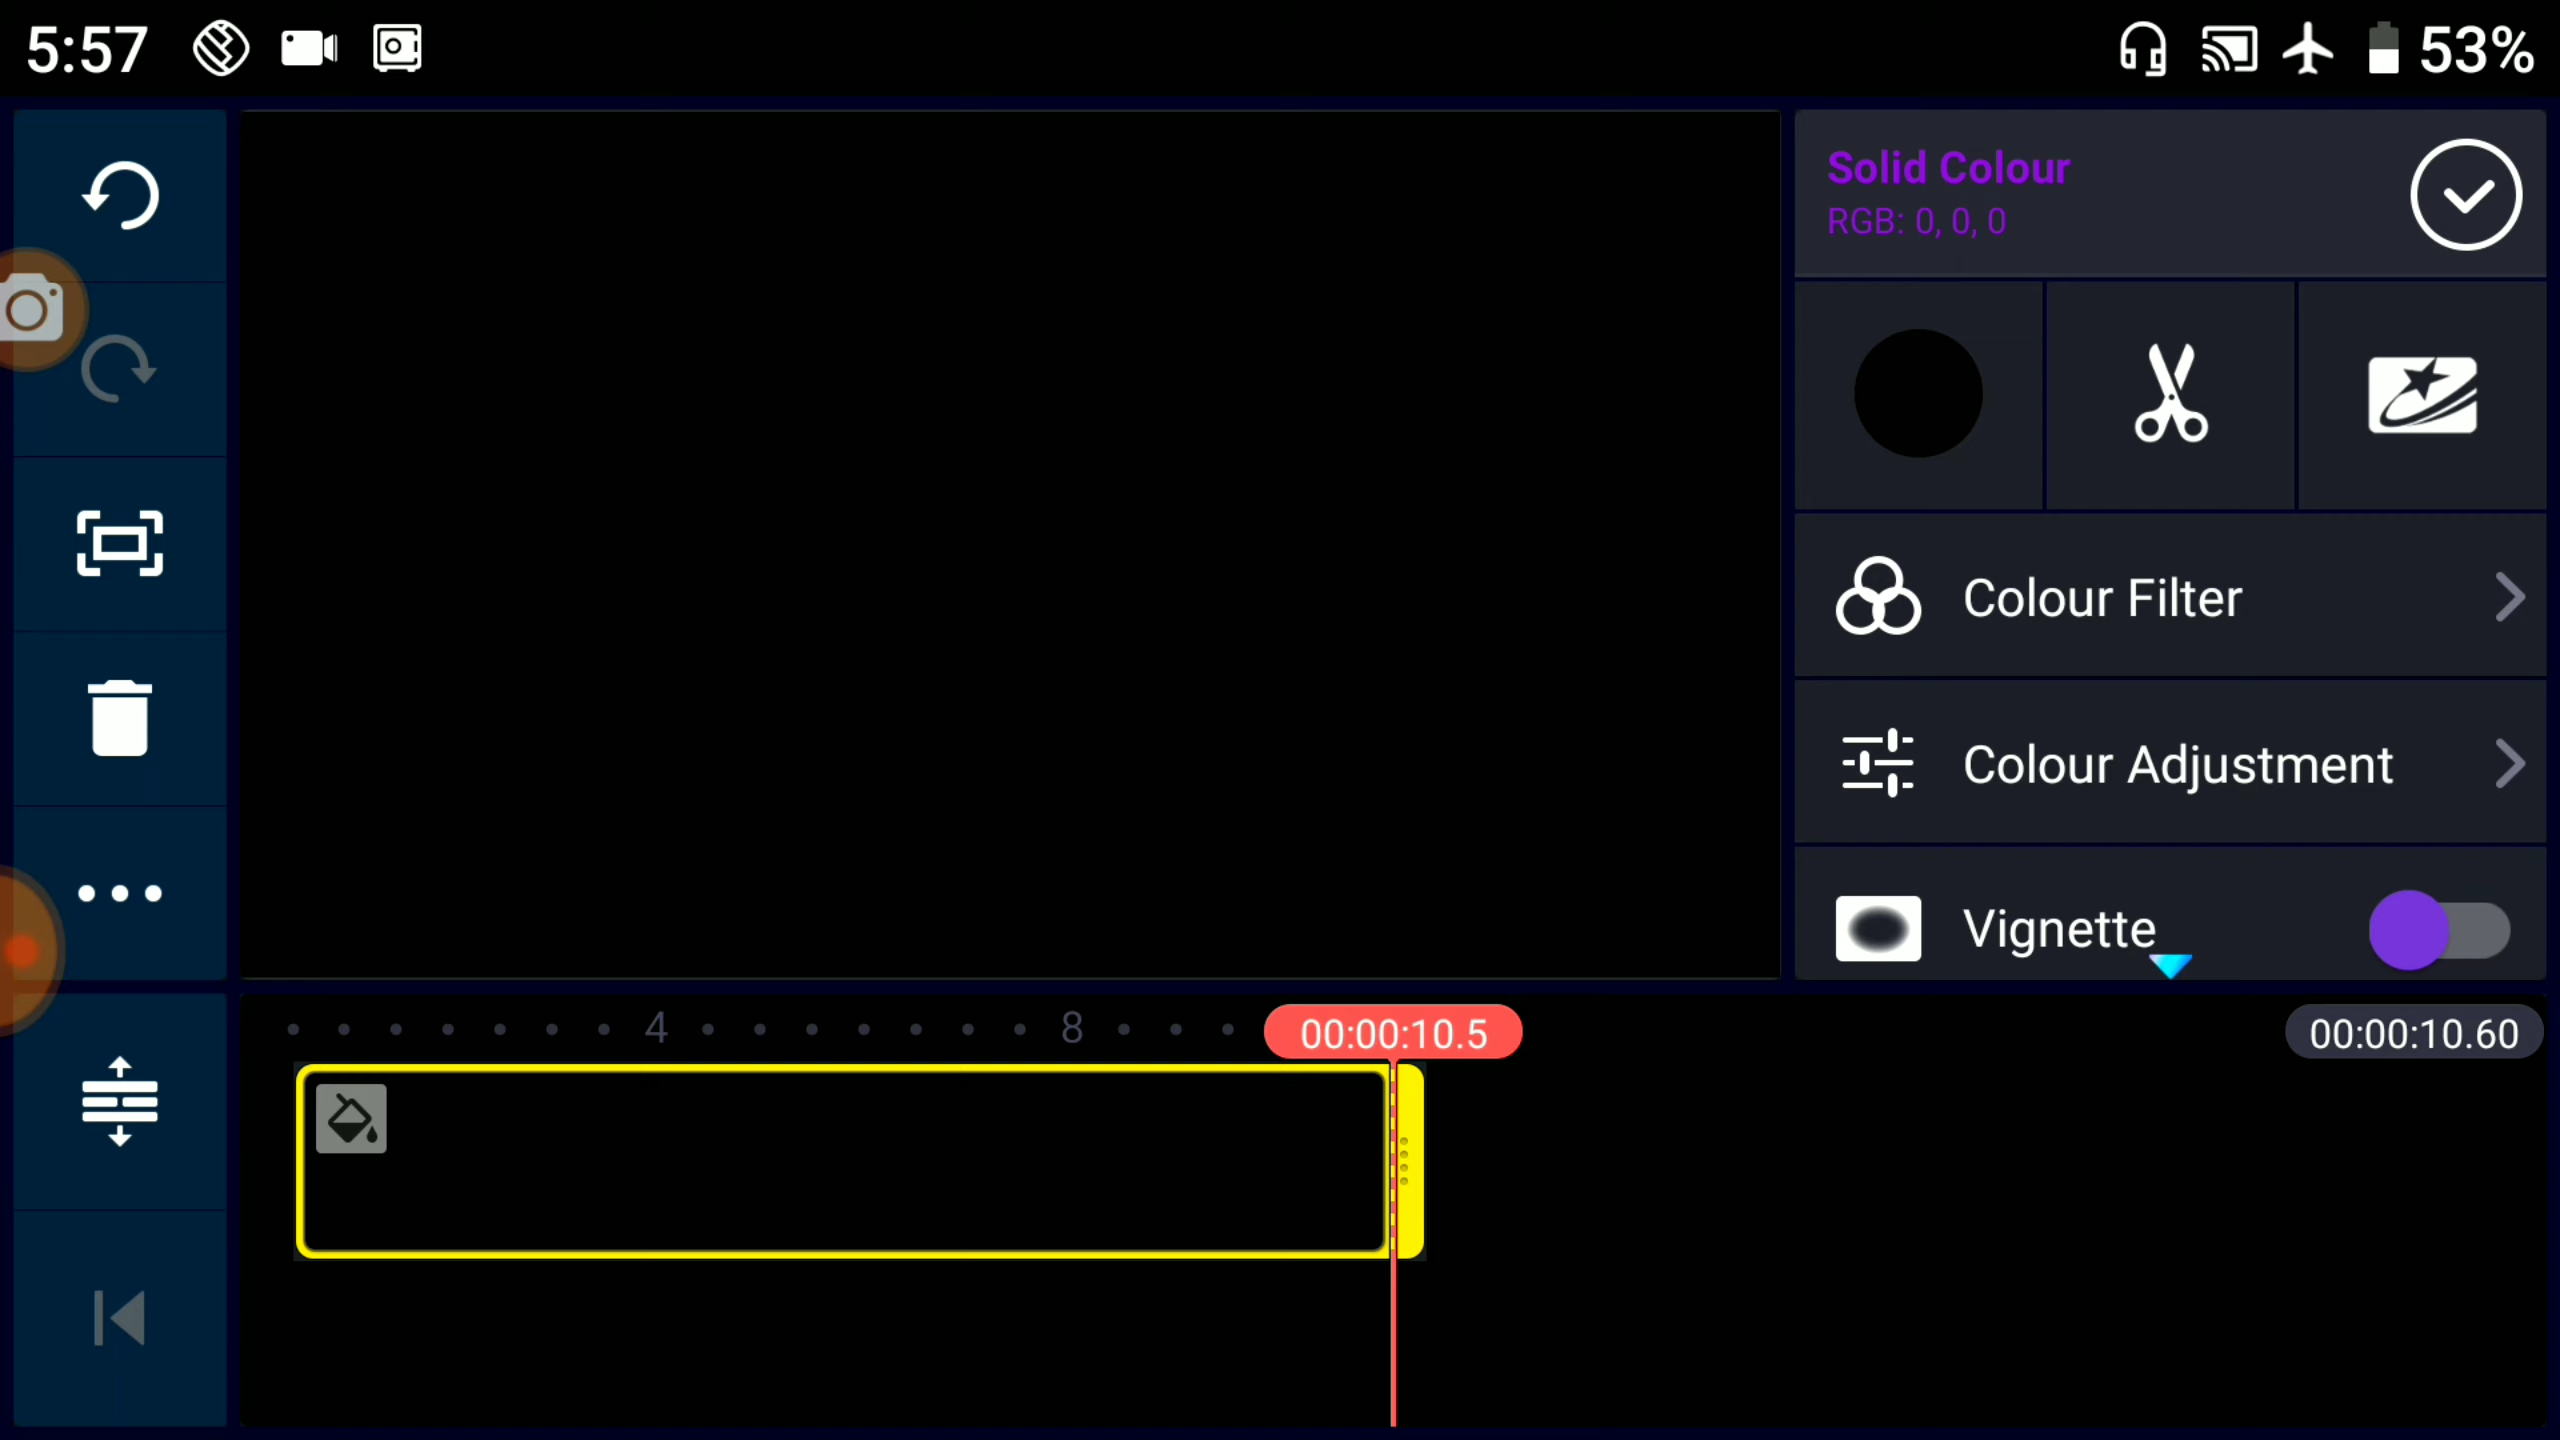 5:57
53%
Solid Colour
RGB: 0, 0, 0
Colour Filter
Colour Adjustment
Vignette
4
8
00:00:10.5
00:00:10.60